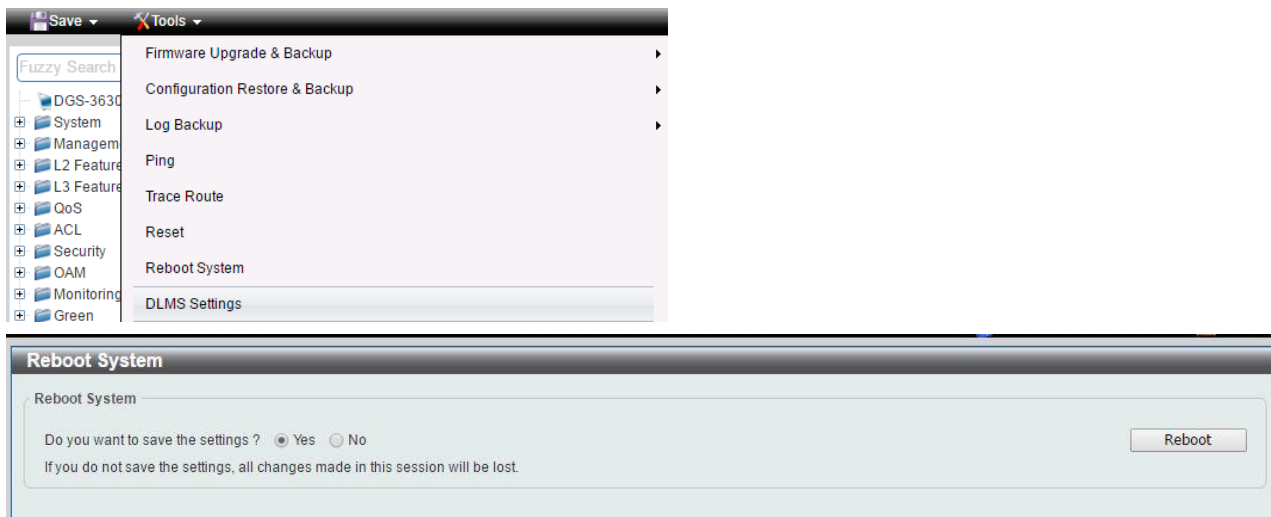 Save Tools
Fuzzy Search
DGS-3630
System
Managem
L2 Feature
L3 Feature
QoS
ACL
Security
OAM
Monitoring
Green
Firmware Upgrade & Backup
Configuration Restore & Backup
Log Backup
Ping
Trace Route
Reset
Reboot System
DLMS Settings
Reboot System
Reboot System
Do you want to save the settings ? Yes No
Reboot
If you do not save the settings, all changes made in this session will be lost.